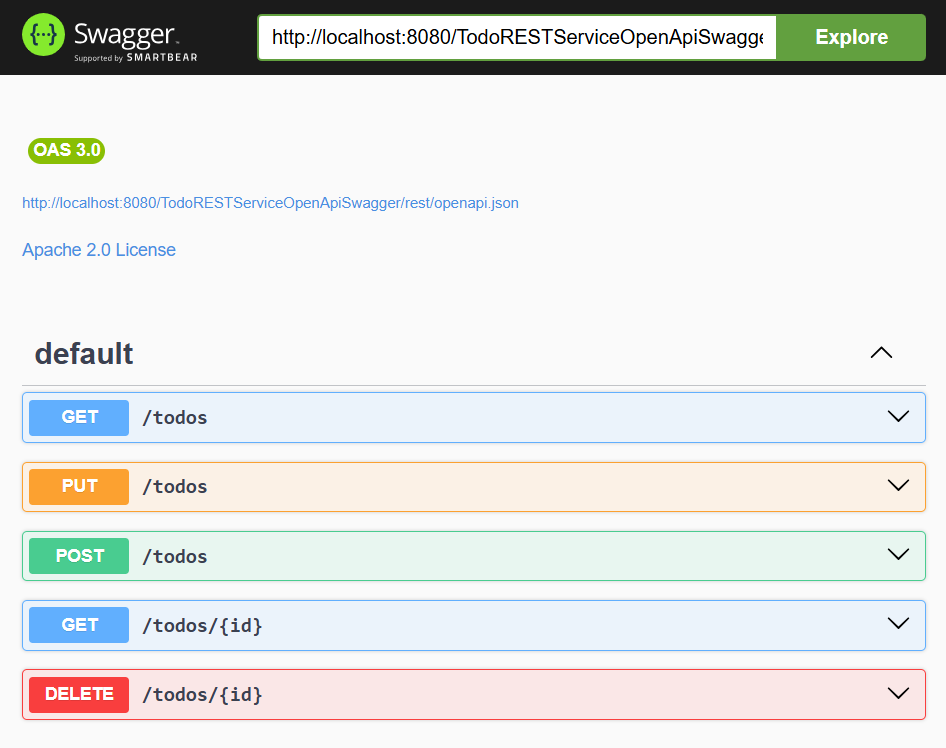 Swagger
Supported by SMARTBEAR
http://localhost:8080/TodoRESTServiceOpenApiSwagge
Explore
OAS 3.0
http://localhost:8080/TodoRESTServiceOpenApiSwagger/rest/openapi.json
Apache 2.0 License
default
GET /todos
PUT /todos
POST /todos
GET /todos/{id}
DELETE /todos/{id}